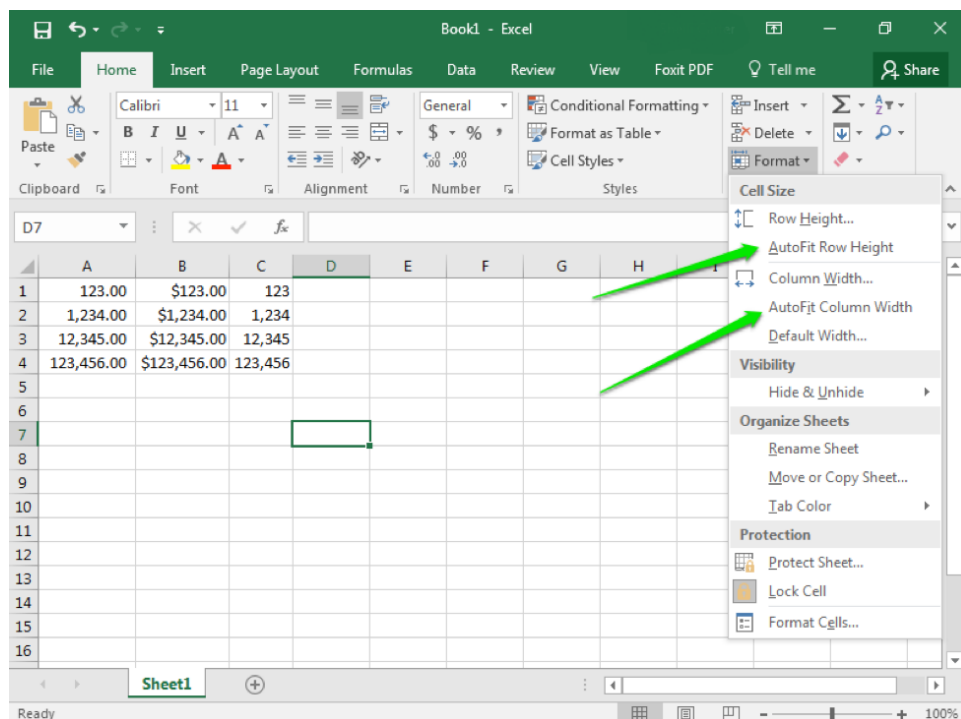 Book1 - Excel
File Home Insert Page Layout Formulas Data Review View Foxit PDF Tell me Share
Calibri 11 General Conditional Formatting Insert Σ
Paste B I U A A $ % , Format as Table Delete
A Cell Styles Format
Clipboard Font Alignment Number Styles
D7 fx
A B C D E F G H I
1 123.00 $123.00 123
2 1,234.00 $1,234.00 1,234
3 12,345.00 $12,345.00 12,345
4 123,456.00 $123,456.00 123,456
5
6
7
8
9
10
11
12
13
14
15
16
Cell Size
Row Height...
AutoFit Row Height
Column Width...
AutoFit Column Width
Default Width...
Visibility
Hide & Unhide
Organize Sheets
Rename Sheet
Move or Copy Sheet...
Tab Color
Protection
Protect Sheet...
Lock Cell
Format Cells...
Sheet1
Ready 100%